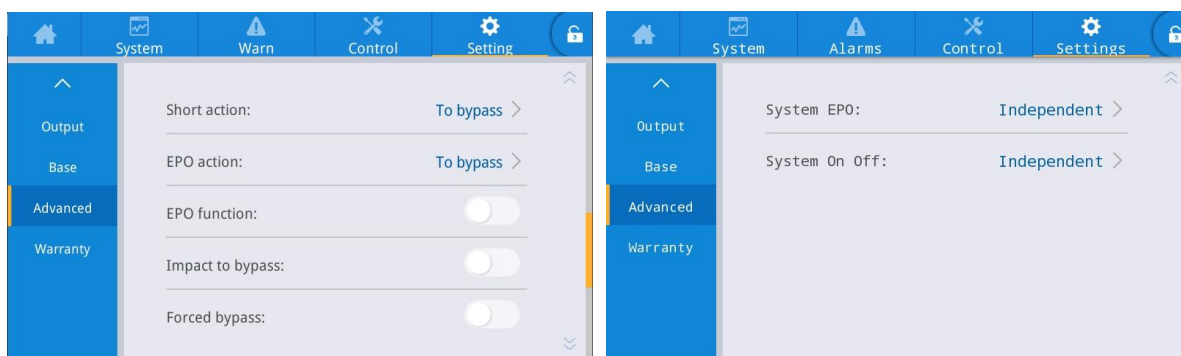 System Warn Control Setting
3
Output
Base
Advanced
Warranty
Short action: To bypass
EPO action: To bypass
EPO function:
Impact to bypass:
Forced bypass:
System Alarms Control Settings
3
Output
Base
Advanced
Warranty
System EPO: Independent
System On Off: Independent